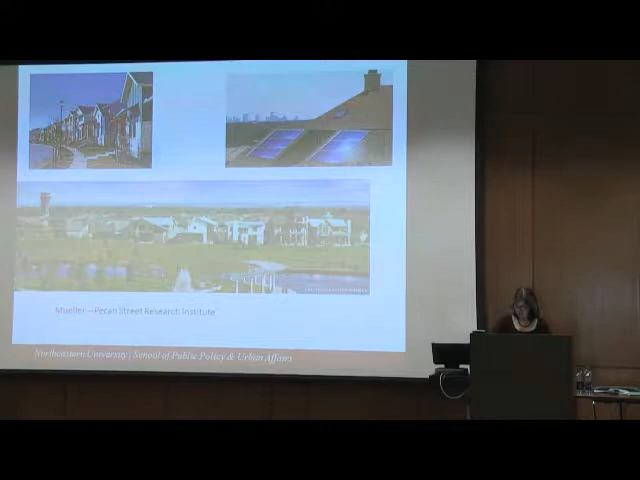 Mueller—Pecan Street Research Institute
Northeastern University | School of Public Policy & Urban Affairs